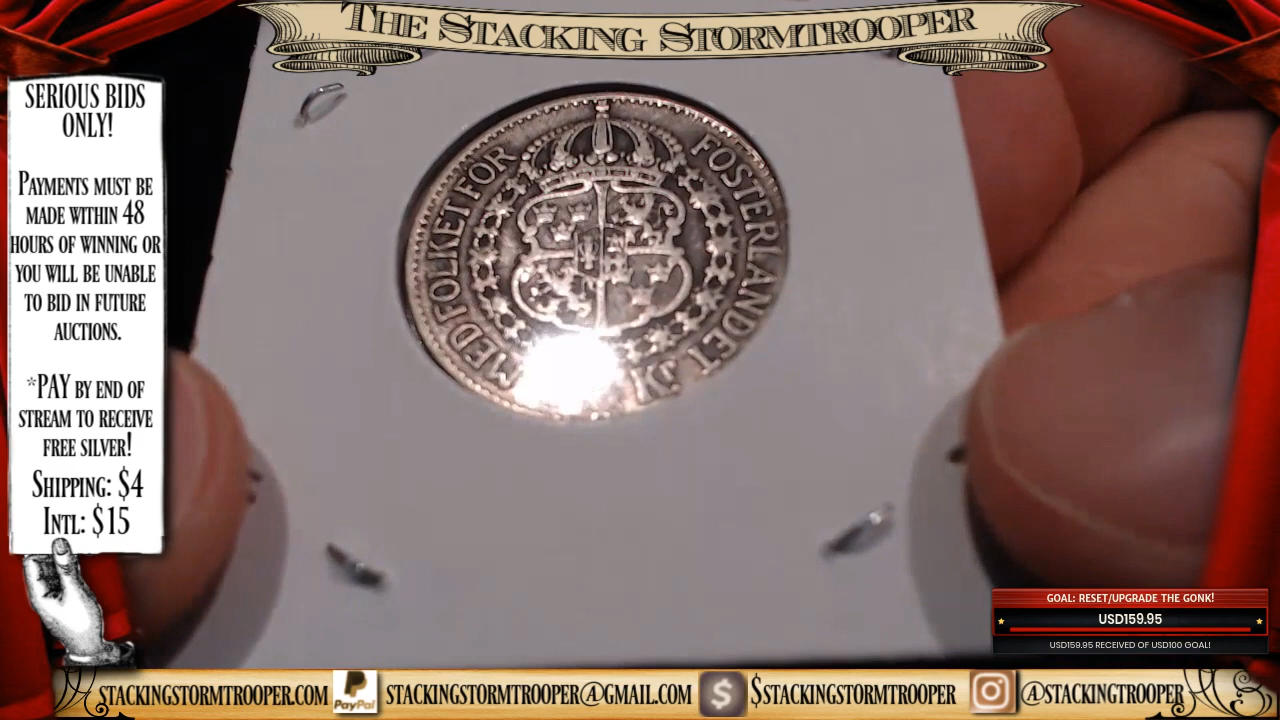 THE STACKING STORMTROOPER
SERIOUS BIDS
ONLY!
PAYMENTS MUST BE
MADE WITHIN 48
HOURS OF WINNING OR
YOU WILL BE UNABLE
TO BID IN FUTURE
AUCTIONS.
*PAY BY END OF
STREAM TO RECEIVE
FREE SILVER!
SHIPPING: $4
INTL: $15
MED FOLKET FÖR
FOSTERLANDET
Kr.
GOAL: RESET/UPGRADE THE GONK!
USD159.95
USD159.95 RECEIVED OF USD100 GOAL!
STACKINGSTORMTROOPER.COM
PayPal
STACKINGSTORMTROOPER@GMAIL.COM
$
$STACKINGSTORMTROOPER
@STACKINGTROOPER